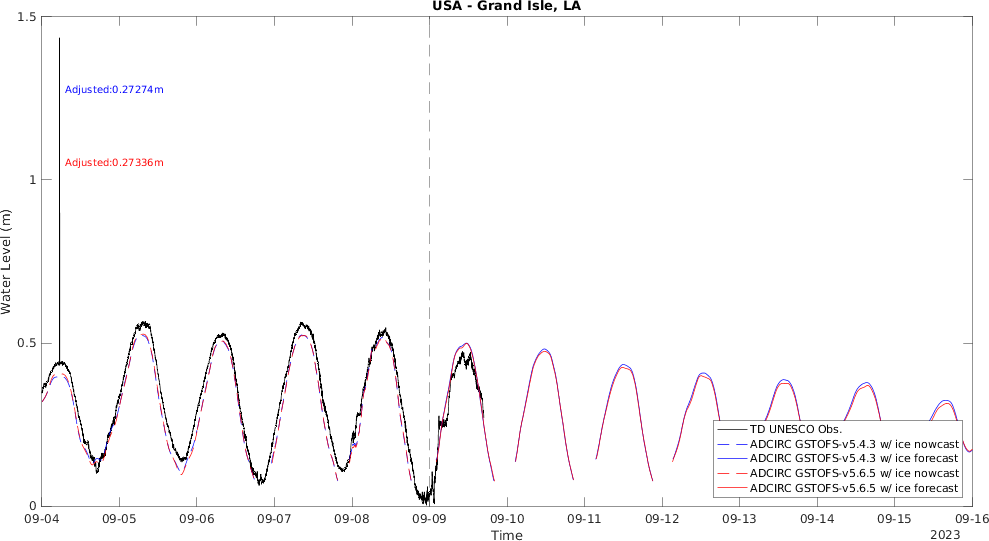 USA - Grand Isle, LA
1.5
Adjusted:0.27274m
Adjusted:0.27336m
1
Water Level (m)
0.5
0
TD UNESCO Obs.
ADCIRC GSTOFS-v5.4.3 w/ ice nowcast
ADCIRC GSTOFS-v5.4.3 w/ ice forecast
ADCIRC GSTOFS-v5.6.5 w/ ice nowcast
ADCIRC GSTOFS-v5.6.5 w/ ice forecast
09-04 09-05 09-06 09-07 09-08 09-09 09-10 09-11 09-12 09-13 09-14 09-15 09-16
Time
2023